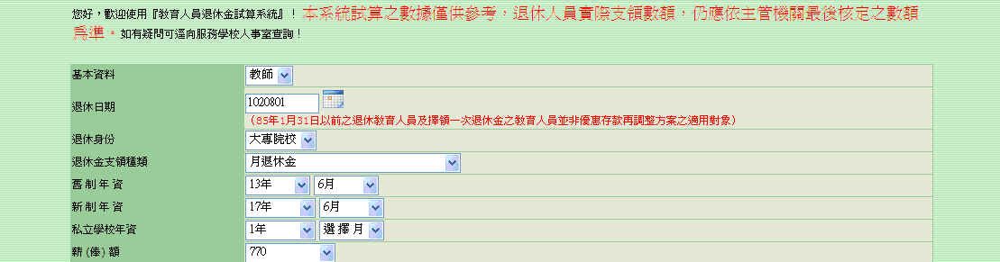 您好，歡迎使用『教育人員退休金試算系統』！ 本系統試算之數據僅供參考，退休人員實際支領數額，仍應依主管機關最後核定之數額
為準。 如有疑問可逕向服務學校人事室查詢！
基本資料 教師
退休日期 1020801
（85年1月31日以前之退休教育人員及擇領一次退休金之教育人員並非優惠存款再調整方案之適用對象）
退休身份 大專院校
退休金支領種類 月退休金
舊 制 年 資 13年 6月
新 制 年 資 17年 6月
私立學校年資 1年 選 擇 月
薪 (俸) 額 770